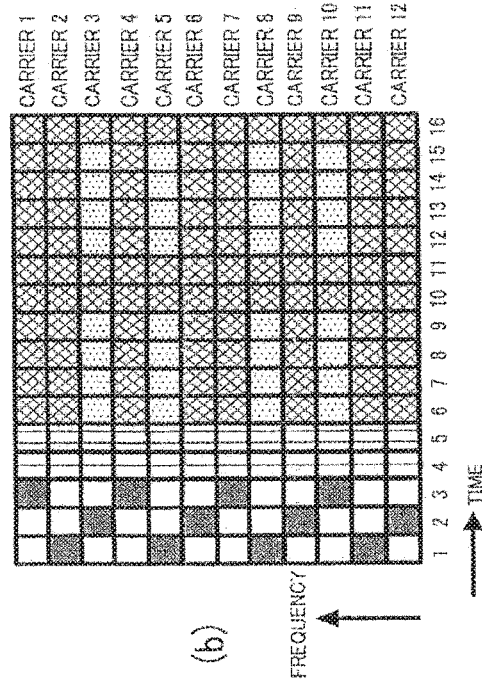 (b)
CARRIER 1
CARRIER 2
CARRIER 3
CARRIER 4
CARRIER 5
CARRIER 6
CARRIER 7
CARRIER 8
CARRIER 9
CARRIER 10
CARRIER 11
CARRIER 12
FREQUENCY
1 2 3 4 5 6 7 8 9 10 11 12 13 14 15 16
TIME